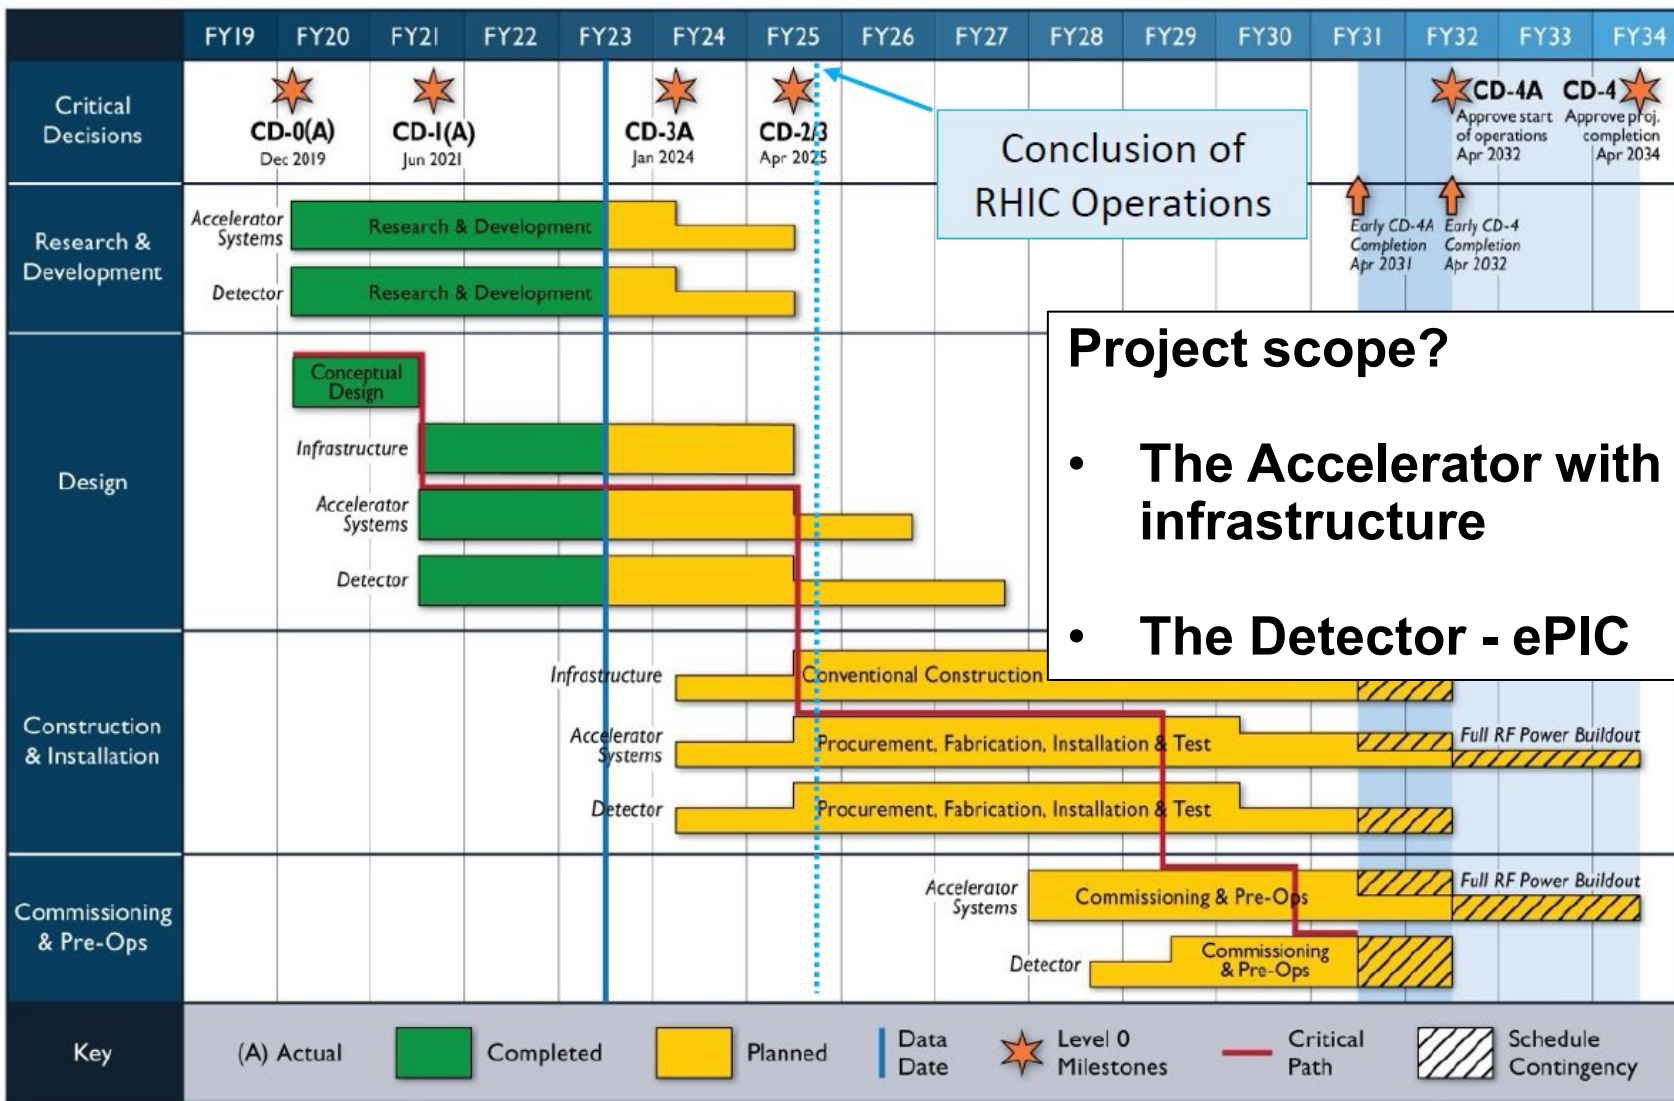 FY19 FY20 FY21 FY22 FY23 FY24 FY25 FY26 FY27 FY28 FY29 FY30 FY31 FY32 FY33 FY34
Critical
Decisions
CD-0(A)
Dec 2019
CD-1(A)
Jun 2021
CD-3A
Jan 2024
CD-2/3
Apr 2025
CD-4A
Approve start
of operations
Apr 2032
CD-4
Approve proj.
completion
Apr 2034
Conclusion of
RHIC Operations
Early CD-4A
Completion
Apr 2031
Early CD-4
Completion
Apr 2032
Research &
Development
Accelerator
Systems
Research & Development
Detector
Research & Development
Project scope?
• The Accelerator with
infrastructure
• The Detector - ePIC
Design
Conceptual
Design
Infrastructure
Accelerator
Systems
Detector
Construction
& Installation
Infrastructure
Conventional Construction
Accelerator
Systems
Procurement, Fabrication, Installation & Test
Full RF Power Buildout
Detector
Procurement, Fabrication, Installation & Test
Commissioning
& Pre-Ops
Accelerator
Systems
Commissioning & Pre-Ops
Full RF Power Buildout
Detector
Commissioning
& Pre-Ops
Key
(A) Actual
Completed
Planned
Data
Date
Level 0
Milestones
Critical
Path
Schedule
Contingency